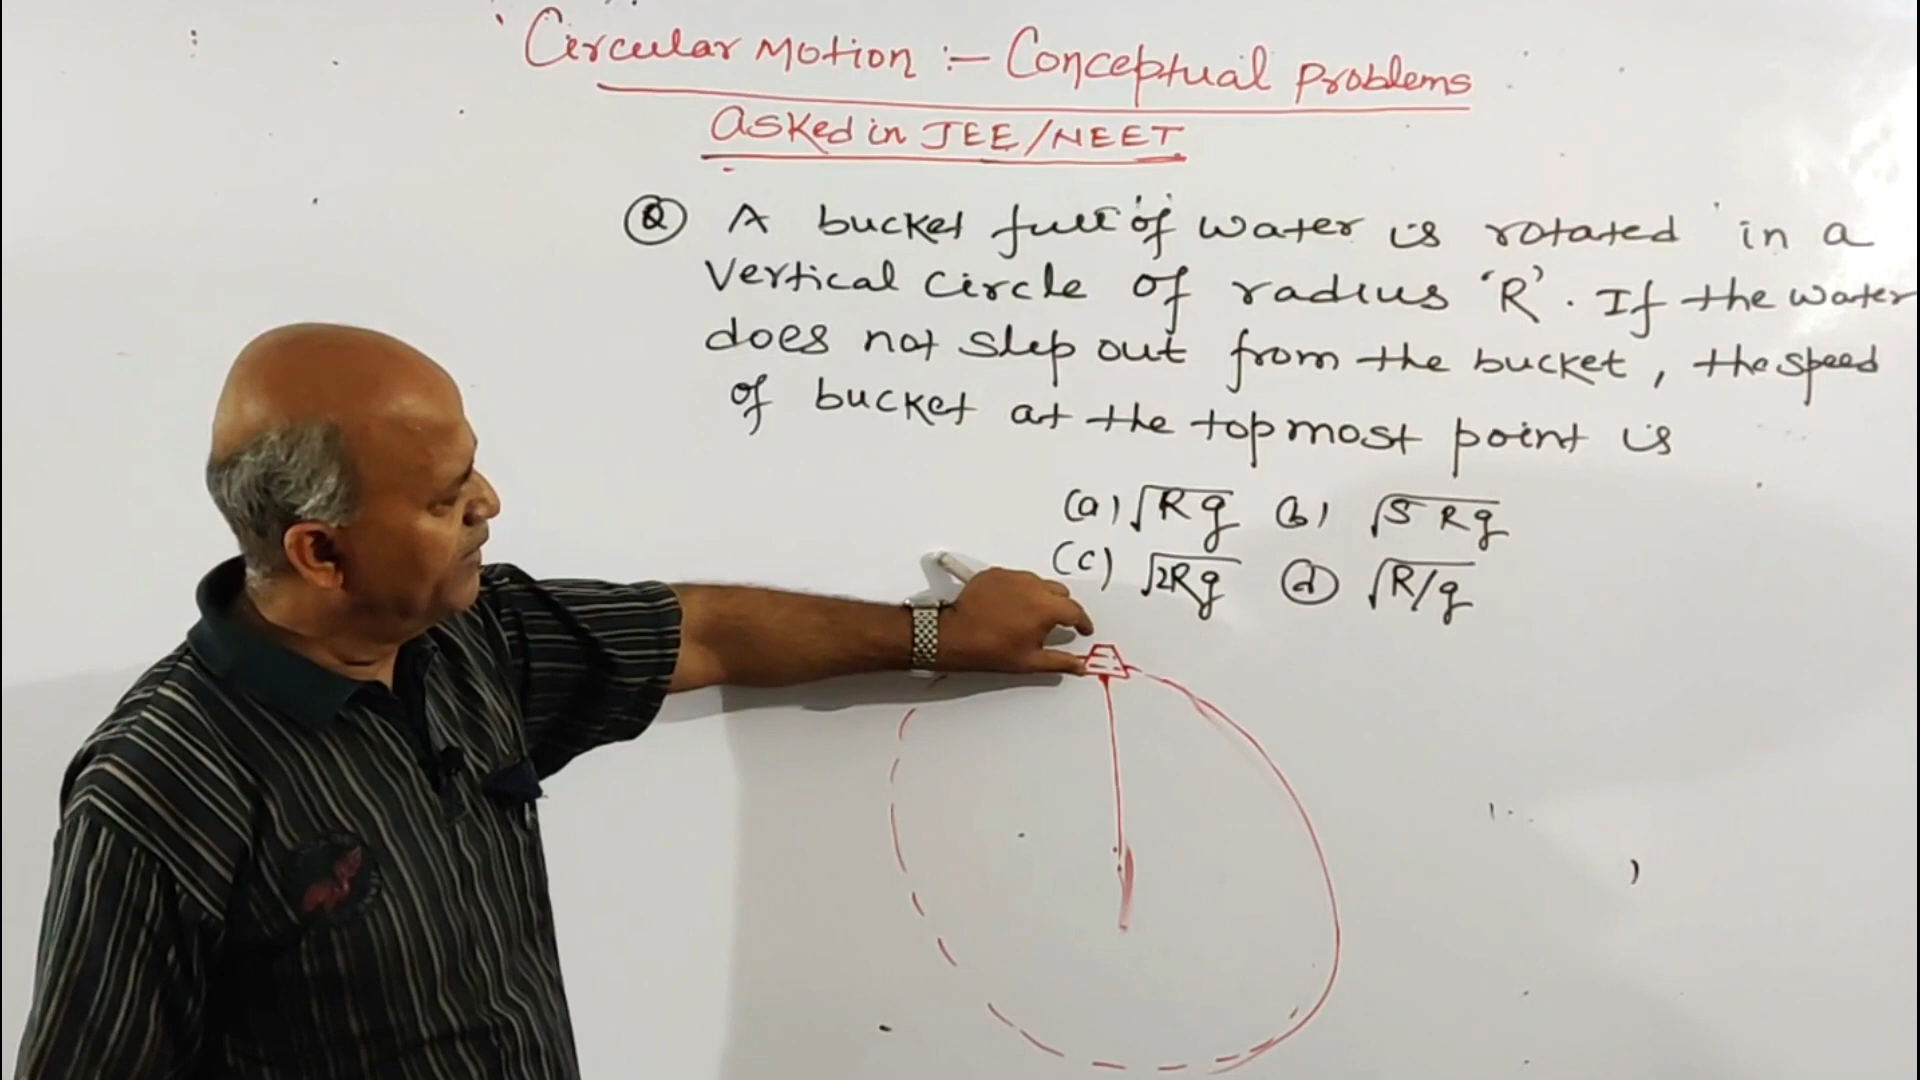 Circular Motion :- Conceptual Problems
asked in JEE/NEET
Q A bucket full of water is rotated in a
Vertical circle of radius 'R'. If the water
does not slip out from the bucket, the speed
of bucket at the topmost point is
(a) √Rg (b) √5Rg
(c) √2Rg (d) √R/g